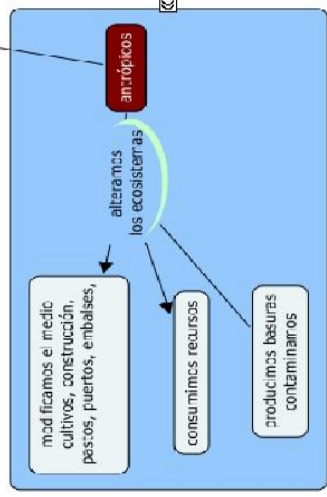 antrópicos
alteramos
los ecosistemas
modificamos el medio
cultivos, construcción,
pastos, puertos, embalses,
consumimos recursos
producimos basuras
contaminamos